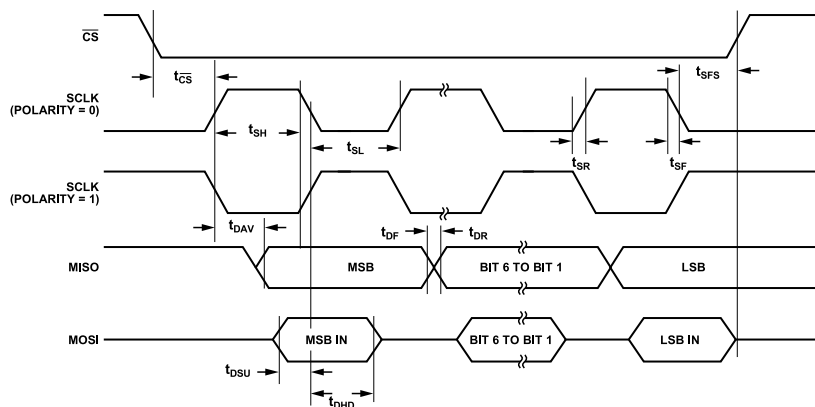 CS
tCS
tSFS
SCLK
(POLARITY = 0)
tSH
tSL
tSR
tSF
SCLK
(POLARITY = 1)
tDAV
tDF
tDR
MISO
MSB
BIT 6 TO BIT 1
LSB
MOSI
MSB IN
BIT 6 TO BIT 1
LSB IN
tDSU
tDHD